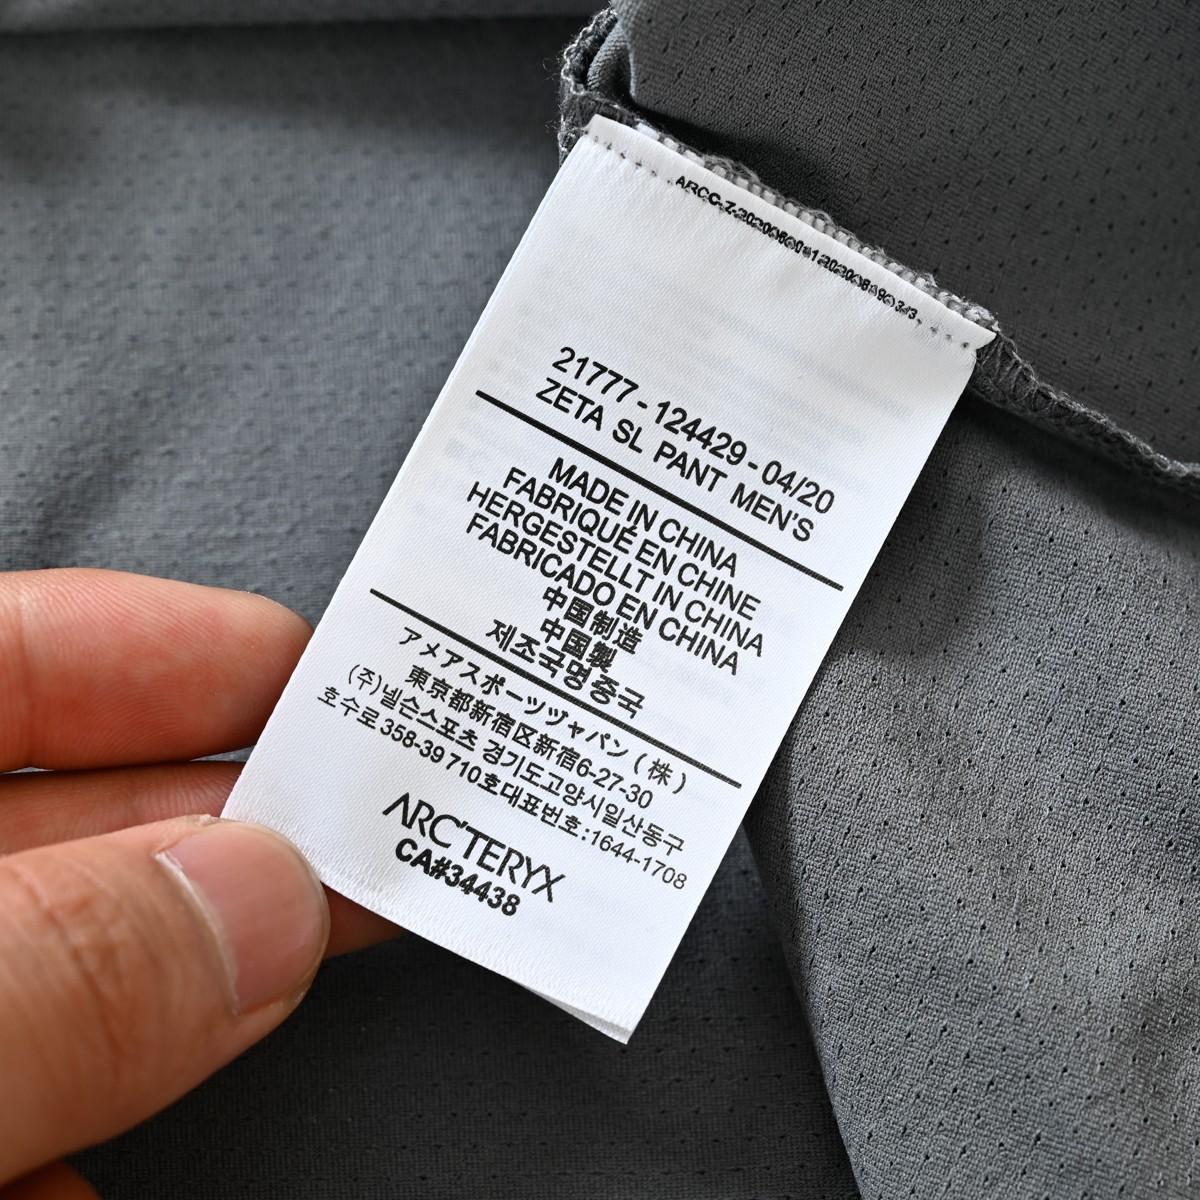 21777 - 124429 - 04/20
ZETA SL PANT MEN'S
MADE IN CHINA
FABRIQUÉ EN CHINE
HERGESTELLT IN CHINA
FABRICADO EN CHINA
中国制造
中国製
제조국명중국
アメアスポーツヅャパン ( 株 )
東京都新宿区新宿6-27-30
(주)넬슨스포츠 경기도고양시일산동구
호수로 358-39 710호대표번호:1644-1708
ARC'TERYX
CA#34438